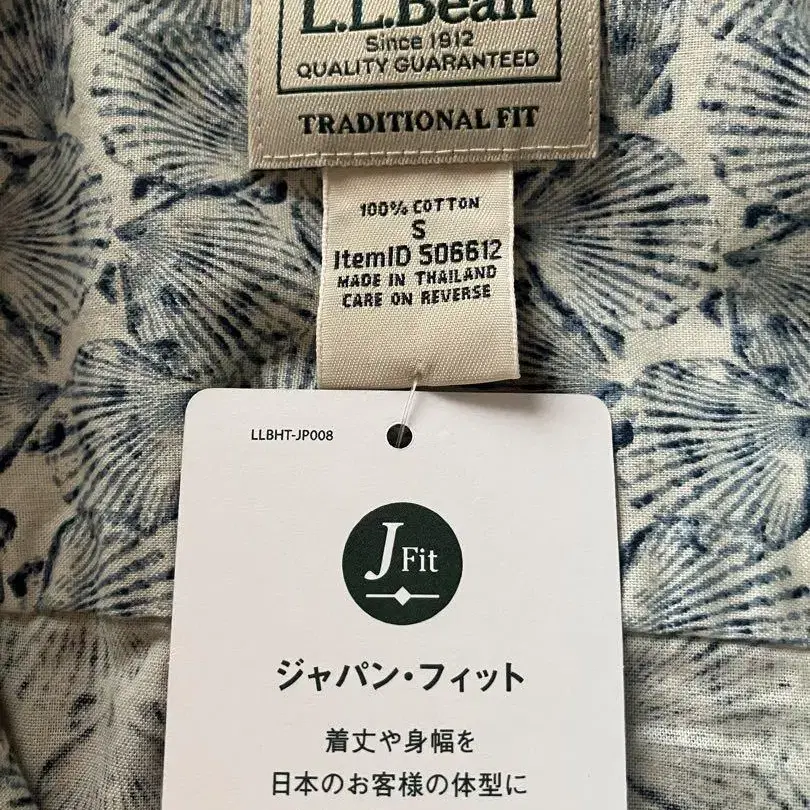 L.L.Bean
Since 1912
QUALITY GUARANTEED
TRADITIONAL FIT
100% COTTON
S
ItemID 506612
MADE IN THAILAND
CARE ON REVERSE
LLBHT-JP008
J Fit
ジャパン・フィット
着丈や身幅を
日本のお客様の体型に